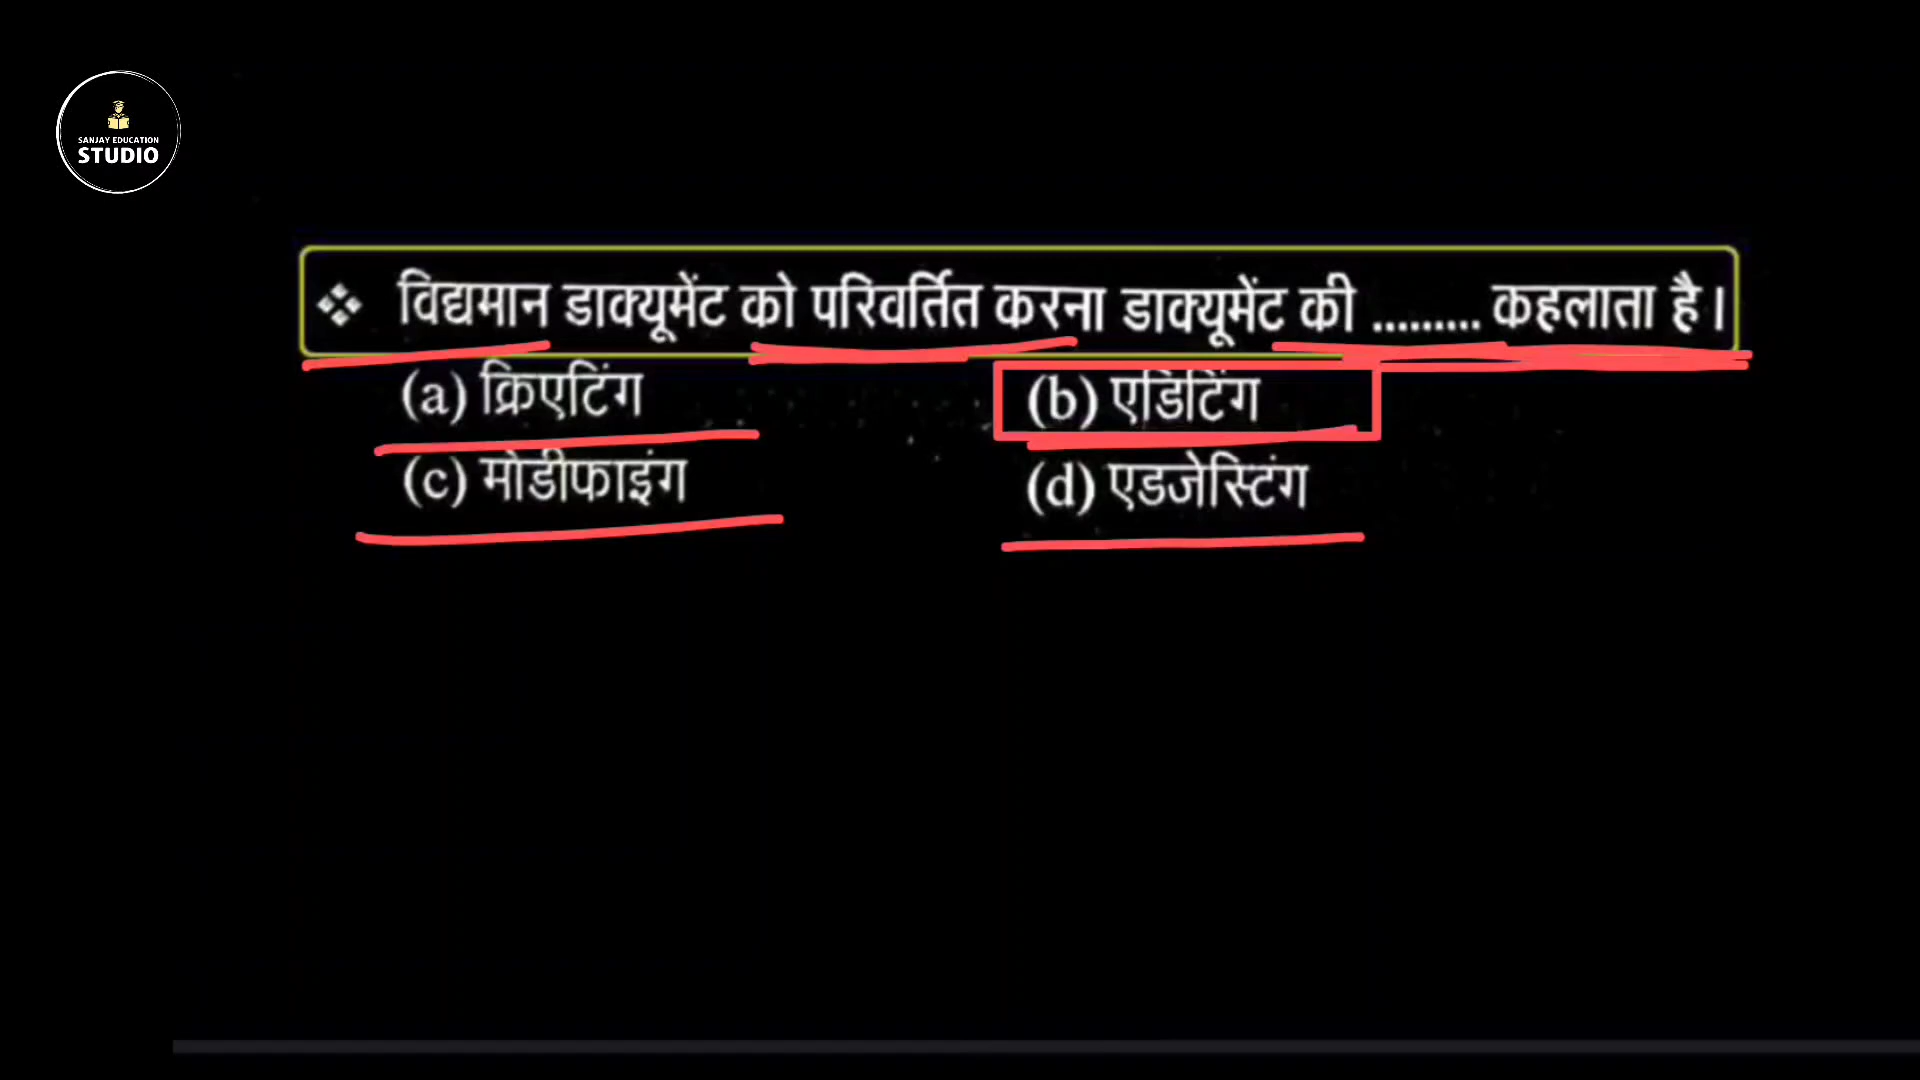 SANJAY EDUCATION
STUDIO
❖ विद्यमान डाक्यूमेंट को परिवर्तित करना डाक्यूमेंट की ......... कहलाता है।
(a) क्रिएटिंग (b) एडिटिंग
(c) मोडीफाइंग (d) एडजेस्टिंग